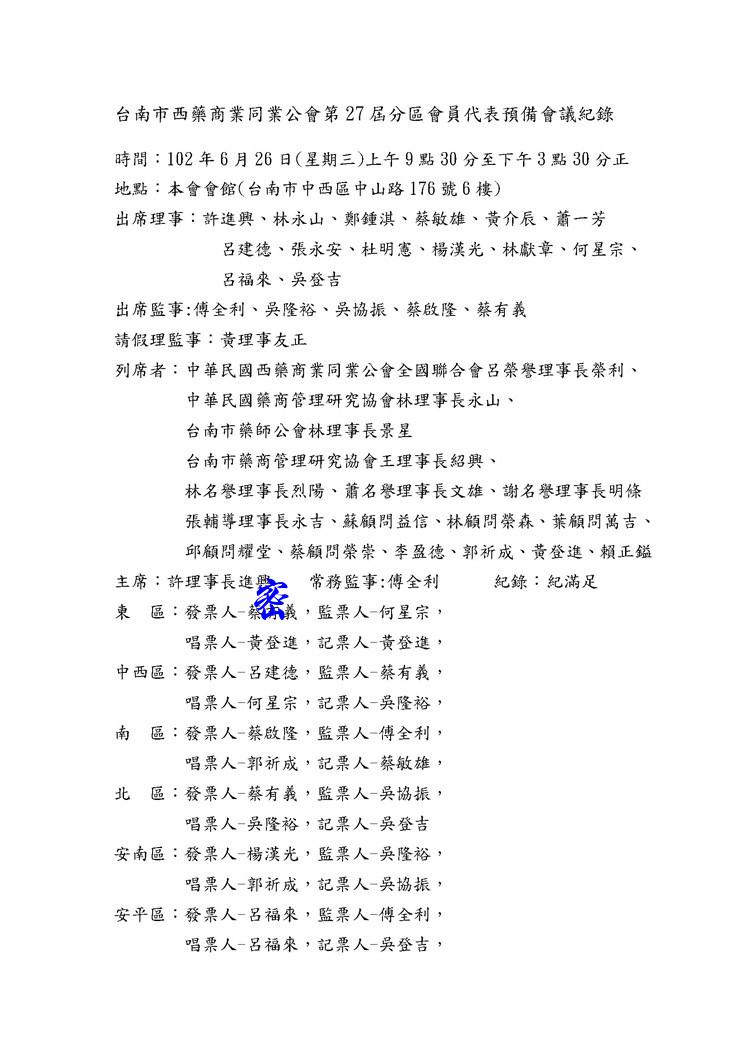 台南市西藥商業同業公會第27屆分區會員代表預備會議紀錄
時間：102年6月26日(星期三)上午9點30分至下午3點30分正
地點：本會會館(台南市中西區中山路176號6樓)
出席理事：許進興、林永山、鄭鍾淇、蔡敏雄、黃介辰、蕭一芳
呂建德、張永安、杜明憲、楊漢光、林獻章、何星宗、
呂福來、吳登吉
出席監事:傅全利、吳隆裕、吳協振、蔡啟隆、蔡有義
請假理監事：黃理事友正
列席者：中華民國西藥商業同業公會全國聯合會呂榮譽理事長榮利、
中華民國藥商管理研究協會林理事長永山、
台南市藥師公會林理事長景星
台南市藥商管理研究協會王理事長紹興、
林名譽理事長烈陽、蕭名譽理事長文雄、謝名譽理事長明條
張輔導理事長永吉、蘇顧問益信、林顧問榮森、葉顧問萬吉、
邱顧問耀堂、蔡顧問榮崇、李盈德、郭祈成、黃登進、賴正鎰
主席：許理事長進興 常務監事:傅全利 紀錄：紀滿足
密
東 區：發票人-蔡有義，監票人-何星宗，
唱票人-黃登進，記票人-黃登進，
中西區：發票人-呂建德，監票人-蔡有義，
唱票人-何星宗，記票人-吳隆裕，
南 區：發票人-蔡啟隆，監票人-傅全利，
唱票人-郭祈成，記票人-蔡敏雄，
北 區：發票人-蔡有義，監票人-吳協振，
唱票人-吳隆裕，記票人-吳登吉
安南區：發票人-楊漢光，監票人-吳隆裕，
唱票人-郭祈成，記票人-吳協振，
安平區：發票人-呂福來，監票人-傅全利，
唱票人-呂福來，記票人-吳登吉，